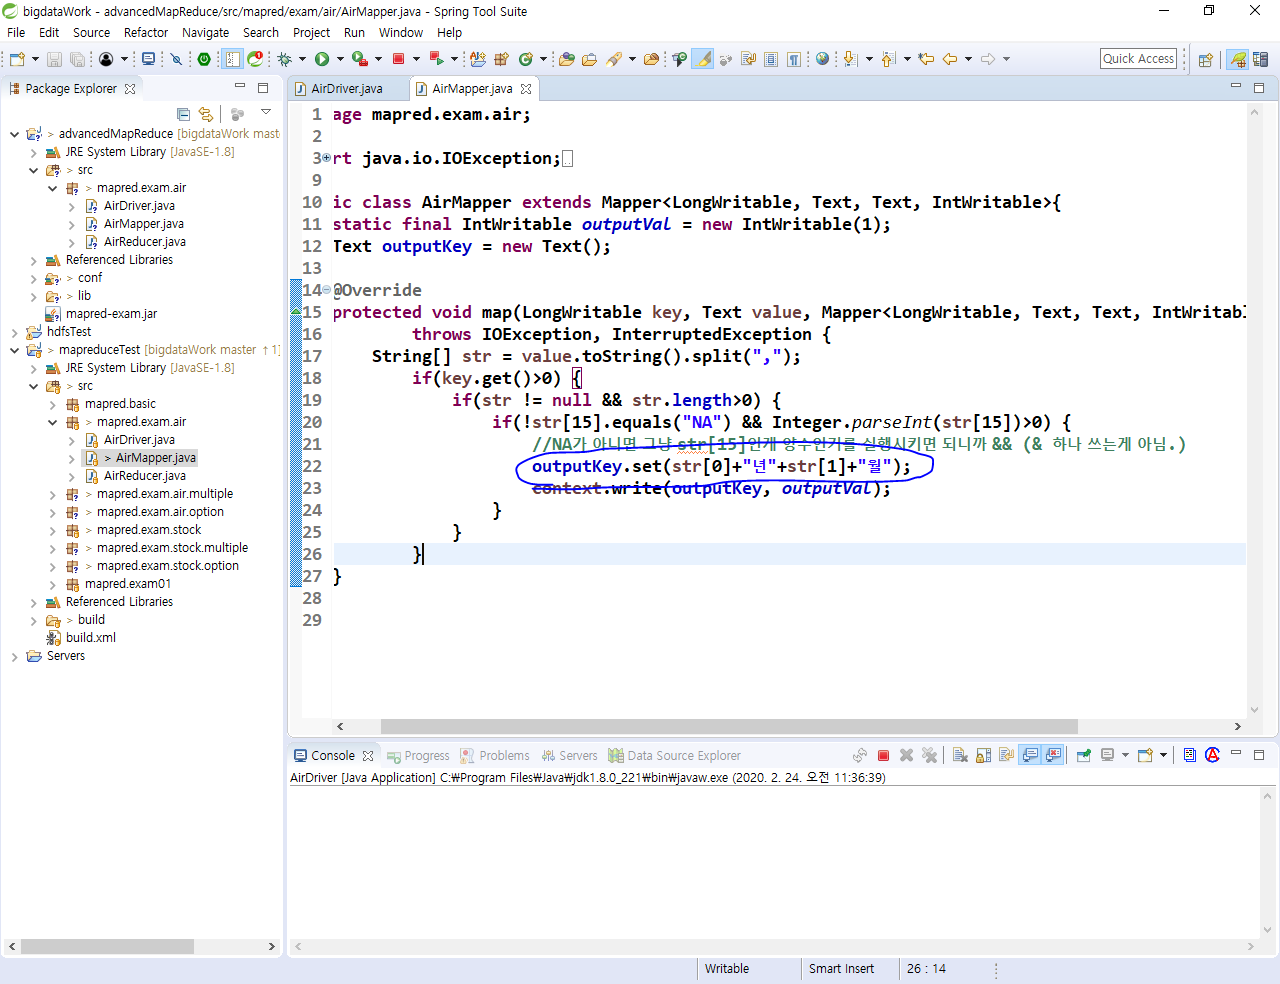 bigdataWork - advancedMapReduce/src/mapred/exam/air/AirMapper.java - Spring Tool Suite
File Edit Source Refactor Navigate Search Project Run Window Help
Quick Access
Package Explorer
> advancedMapReduce [bigdataWork mast
JRE System Library [JavaSE-1.8]
> src
> mapred.exam.air
> AirDriver.java
> AirMapper.java
> AirReducer.java
Referenced Libraries
> conf
> lib
mapred-exam.jar
hdfsTest
> mapreduceTest [bigdataWork master ↑1]
JRE System Library [JavaSE-1.8]
> src
mapred.basic
> mapred.exam.air
AirDriver.java
> AirMapper.java
AirReducer.java
> mapred.exam.air.multiple
> mapred.exam.air.option
> mapred.exam.stock
> mapred.exam.stock.multiple
> mapred.exam.stock.option
mapred.exam01
Referenced Libraries
> build
build.xml
Servers
AirDriver.java AirMapper.java
1 age mapred.exam.air;
2
3 rt java.io.IOException;
9
10 ic class AirMapper extends Mapper<LongWritable, Text, Text, IntWritable>{
11 static final IntWritable outputVal = new IntWritable(1);
12 Text outputKey = new Text();
13
14 @Override
15 protected void map(LongWritable key, Text value, Mapper<LongWritable, Text, Text, IntWritabl
16 throws IOException, InterruptedException {
17 String[] str = value.toString().split(",");
18 if(key.get()>0) {
19 if(str != null && str.length>0) {
20 if(!str[15].equals("NA") && Integer.parseInt(str[15])>0) {
21 //NA가 아니면 그냥 str[15]인게 양수인거를 실행시키면 되니까 && (& 하나 쓰는게 아님.)
22 outputKey.set(str[0]+"년"+str[1]+"월");
23 context.write(outputKey, outputVal);
24 }
25 }
26 }
27 }
28
29
Console Progress Problems Servers Data Source Explorer
AirDriver [Java Application] C:₩Program Files₩Java₩jdk1.8.0_221₩bin₩javaw.exe (2020. 2. 24. 오전 11:36:39)
Writable Smart Insert 26 : 14